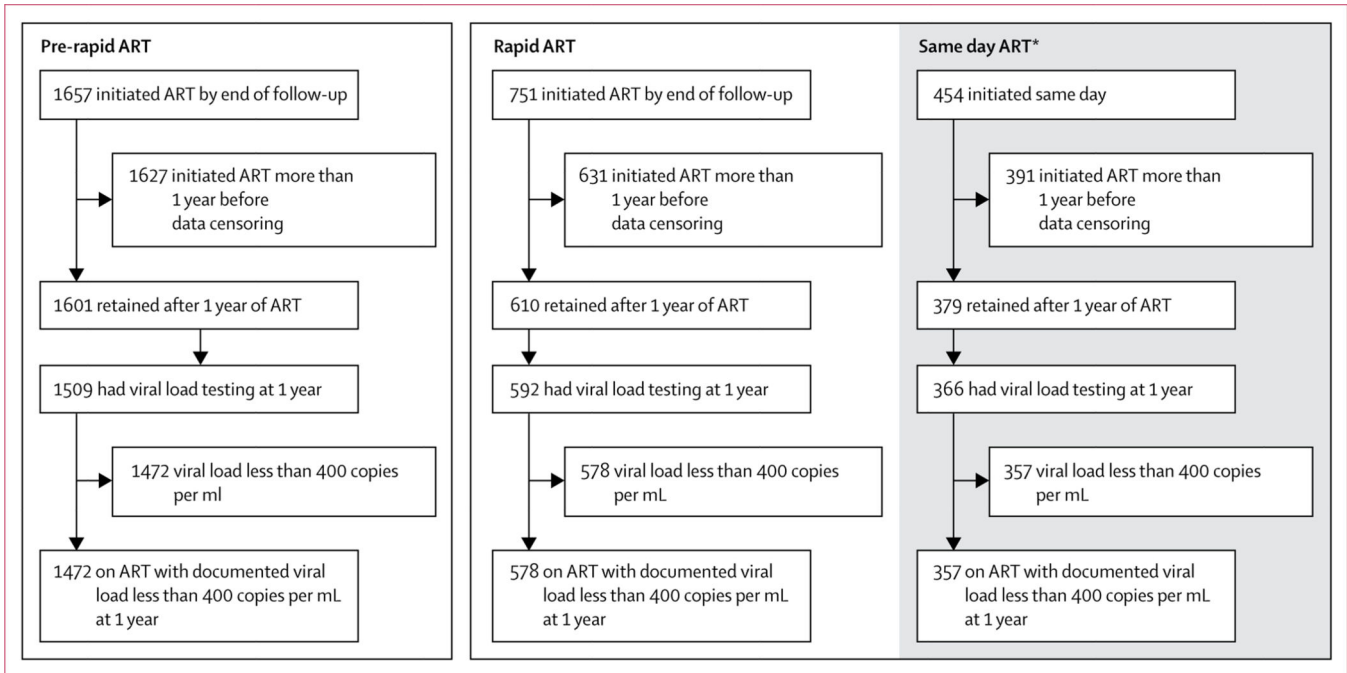 Pre-rapid ART
1657 initiated ART by end of follow-up
1627 initiated ART more than
1 year before
data censoring
1601 retained after 1 year of ART
1509 had viral load testing at 1 year
1472 viral load less than 400 copies
per ml
1472 on ART with documented viral
load less than 400 copies per mL
at 1 year
Rapid ART
751 initiated ART by end of follow-up
631 initiated ART more than
1 year before
data censoring
610 retained after 1 year of ART
592 had viral load testing at 1 year
578 viral load less than 400 copies
per mL
578 on ART with documented viral
load less than 400 copies per mL
at 1 year
Same day ART*
454 initiated same day
391 initiated ART more than
1 year before
data censoring
379 retained after 1 year of ART
366 had viral load testing at 1 year
357 viral load less than 400 copies
per mL
357 on ART with documented viral
load less than 400 copies per mL
at 1 year